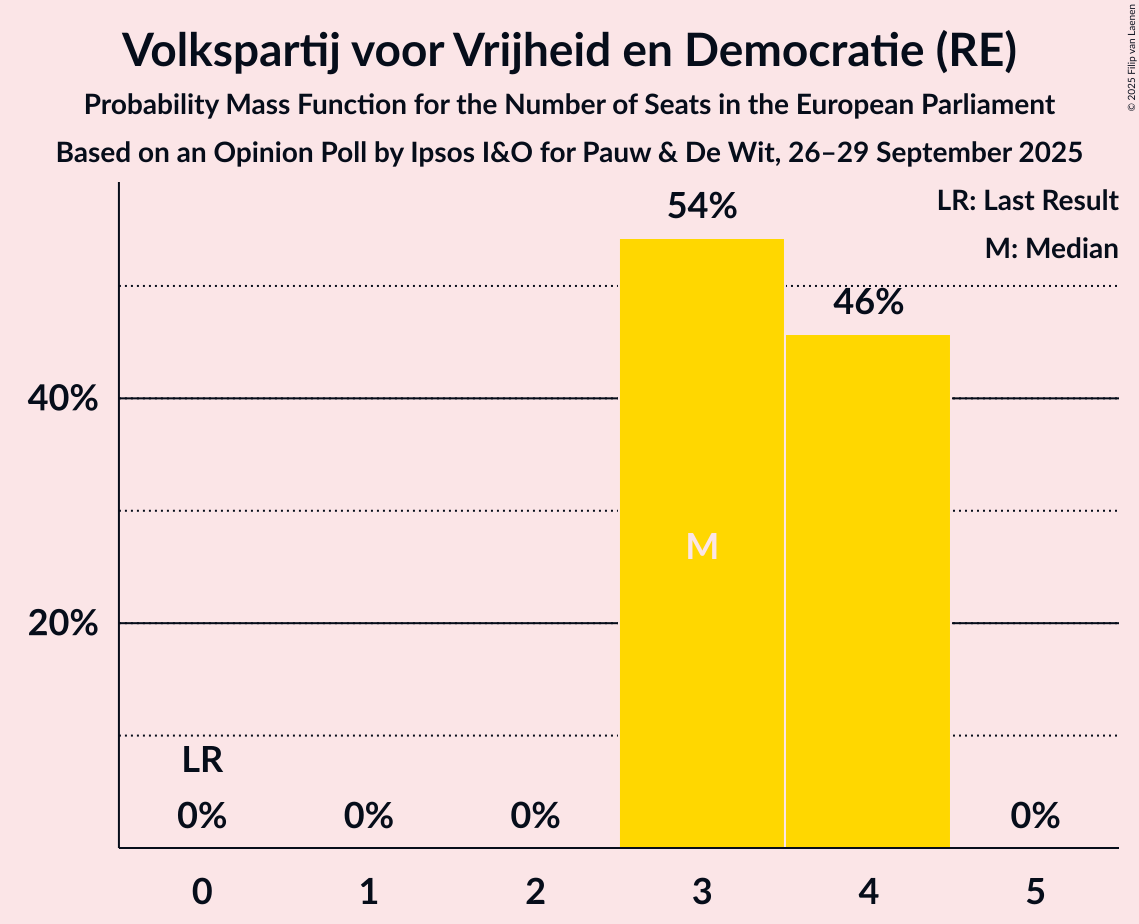 Volkspartij voor Vrijheid en Democratie (RE)
Probability Mass Function for the Number of Seats in the European Parliament
Based on an Opinion Poll by Ipsos I&O for Pauw & De Wit, 26–29 September 2025
© 2025 Filip van Laenen
LR: Last Result
M: Median
54%
46%
40%
M
20%
LR
0%
0%
0%
0%
0
1
2
3
4
5